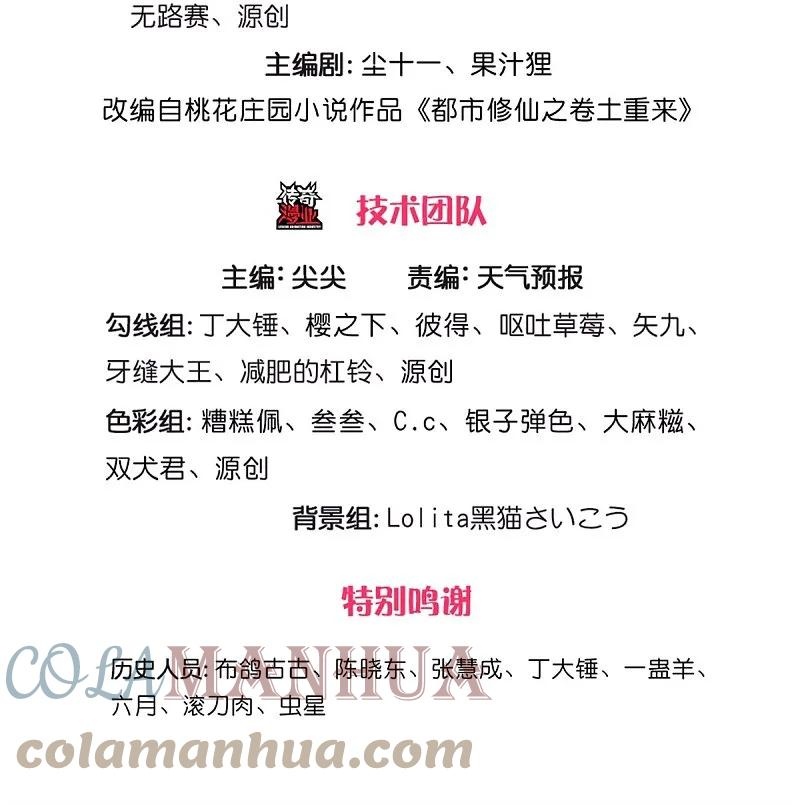 无路赛、源创
主编剧: 尘十一、果汁狸
改编自桃花庄园小说作品《都市修仙之卷土重来》
传奇
漫业
技术团队
主编: 尖尖 责编: 天气预报
勾线组: 丁大锤、樱之下、彼得、呕吐草莓、矢九、
牙缝大王、减肥的杠铃、源创
色彩组: 糟糕佩、叁叁、C.c、银子弹色、大麻糍、
双犬君、源创
背景组: Lolita黑猫さいこう
特别鸣谢
历史人员: 布鸽古古、陈晓东、张慧成、丁大锤、一蛊羊、
六月、滚刀肉、虫星
COLAMANHUA
colamanhua.com